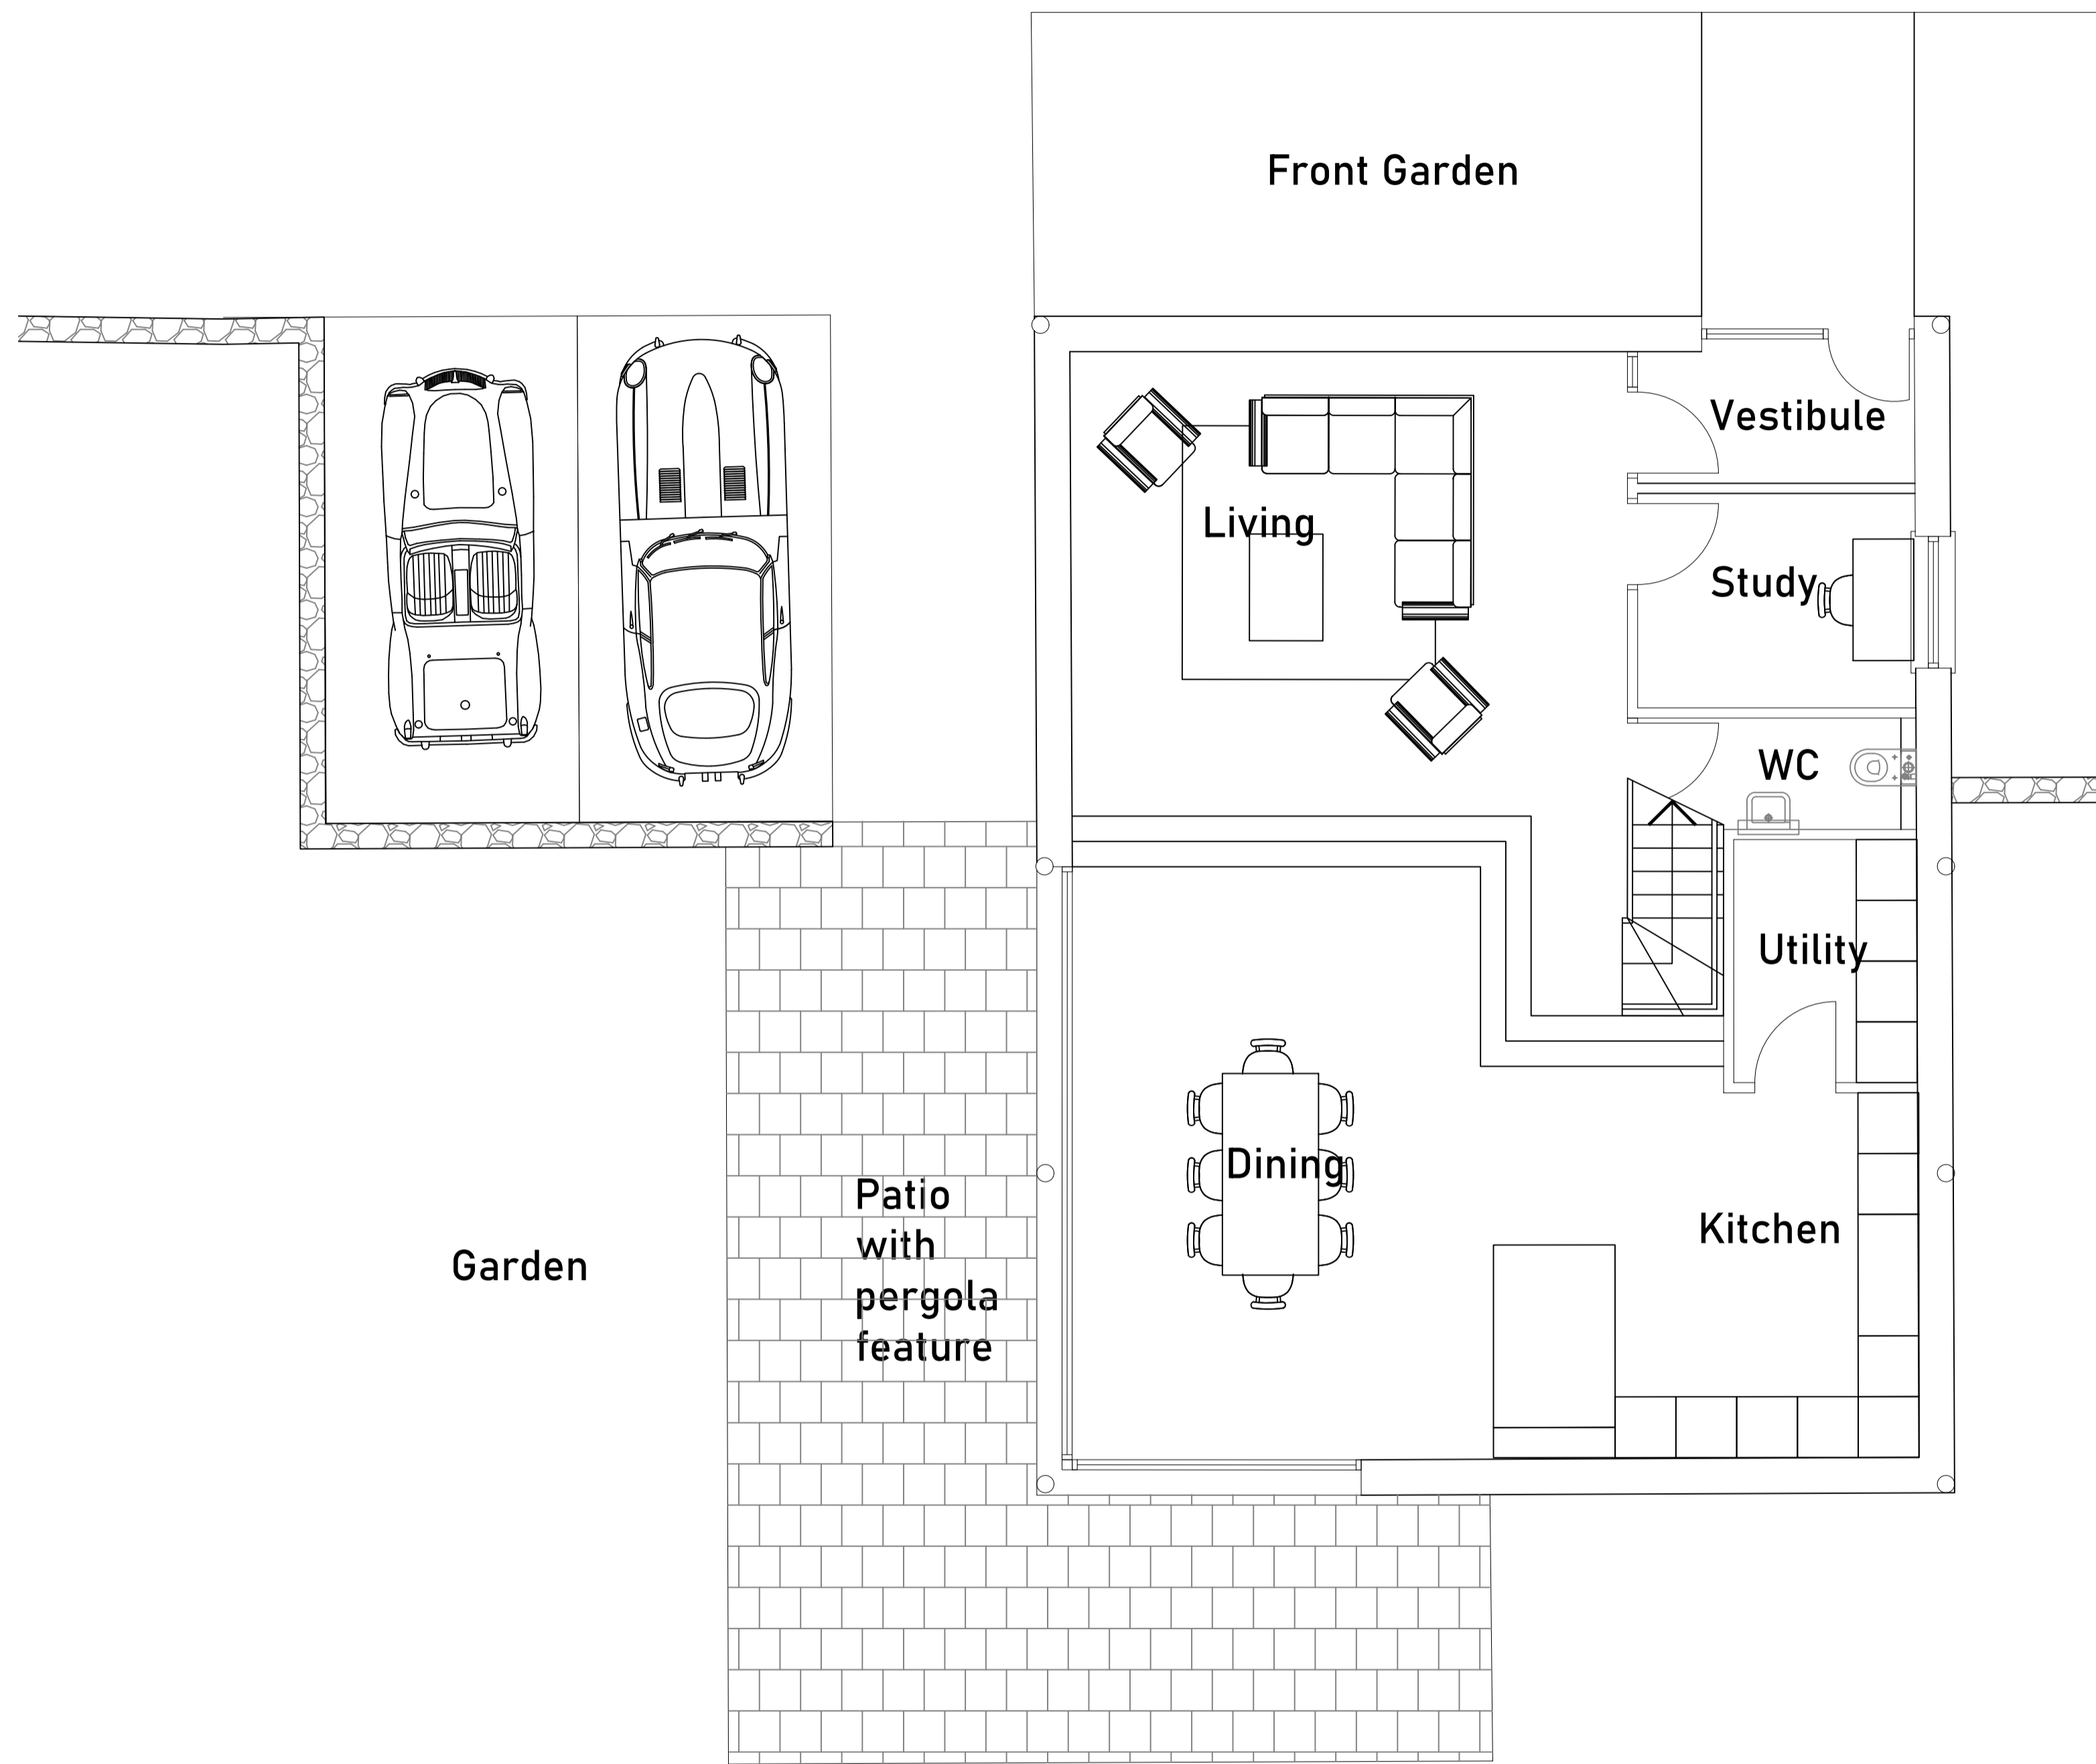 Front Garden
Vestibule
Living
Study
WC
Utility
Dining
Patio
with
pergola
feature
Kitchen
Garden